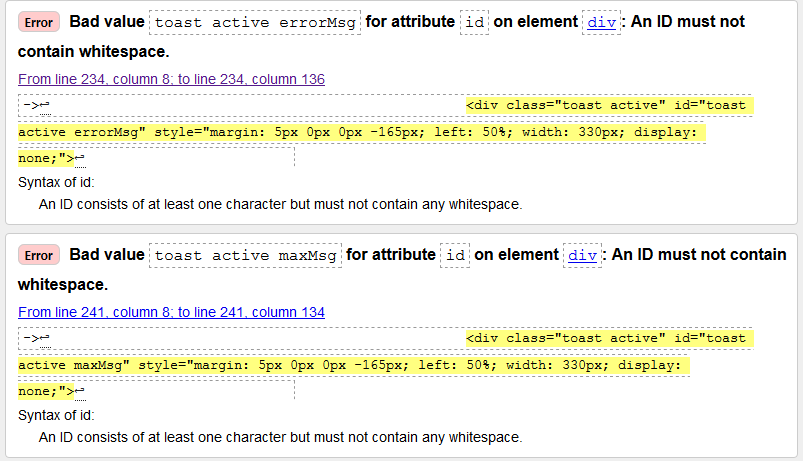 Error Bad value toast active errorMsg for attribute id on element div: An ID must not
contain whitespace.
From line 234, column 8; to line 234, column 136
-->↩ <div class="toast active" id="toast
active errorMsg" style="margin: 5px 0px 0px -165px; left: 50%; width: 330px; display:
none;">↩
Syntax of id:
An ID consists of at least one character but must not contain any whitespace.
Error Bad value toast active maxMsg for attribute id on element div: An ID must not contain
whitespace.
From line 241, column 8; to line 241, column 134
-->↩ <div class="toast active" id="toast
active maxMsg" style="margin: 5px 0px 0px -165px; left: 50%; width: 330px; display:
none;">↩
Syntax of id:
An ID consists of at least one character but must not contain any whitespace.